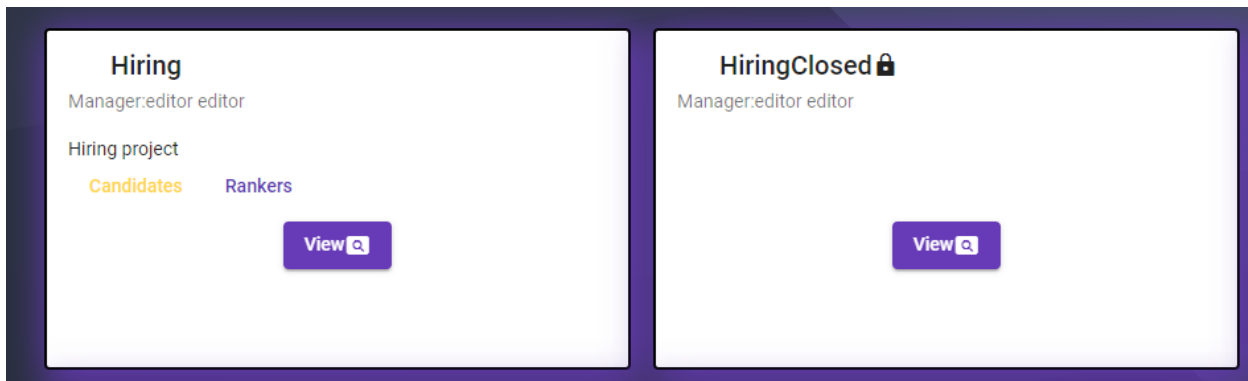 Hiring
Manager:editor editor
Hiring project
Candidates Rankers
View
HiringClosed
Manager:editor editor
View